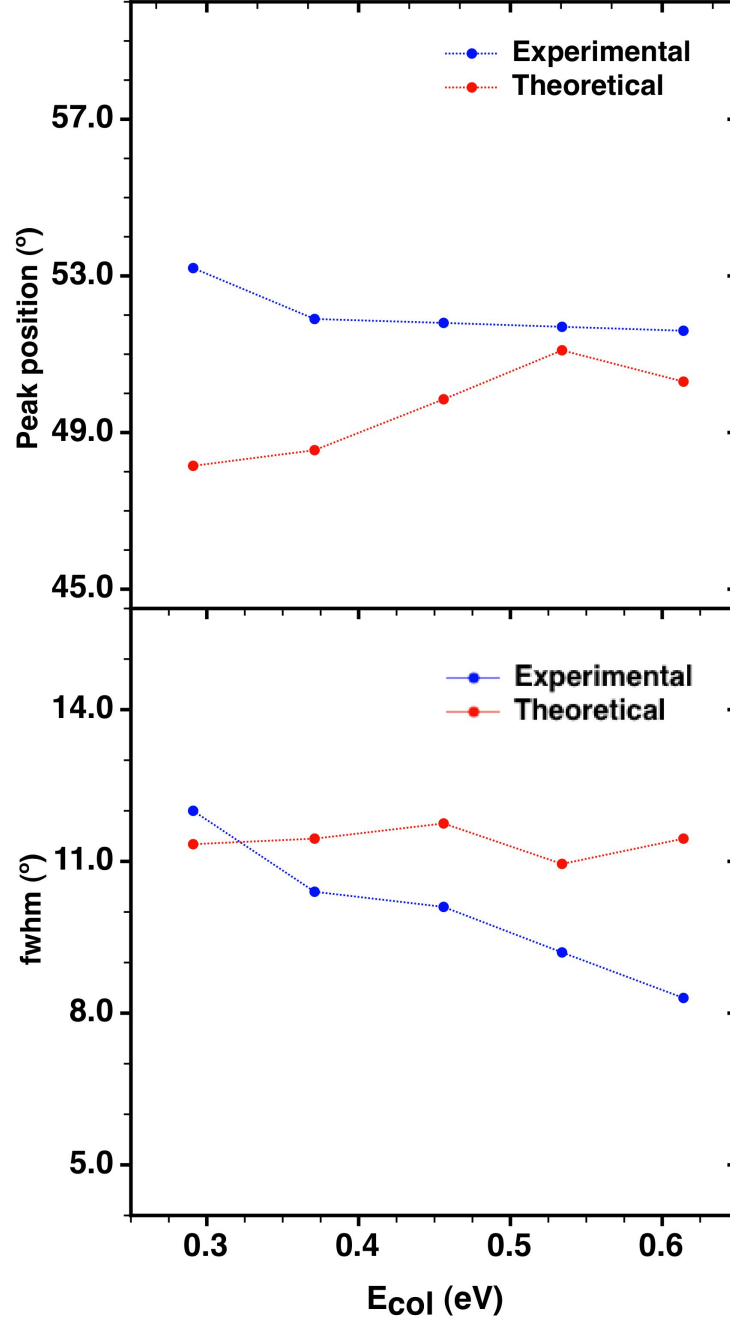 Experimental
Theoretical
57.0
53.0
49.0
45.0
Peak position (°)
Experimental
Theoretical
14.0
11.0
8.0
5.0
fwhm (°)
0.3 0.4 0.5 0.6
Ecol (eV)